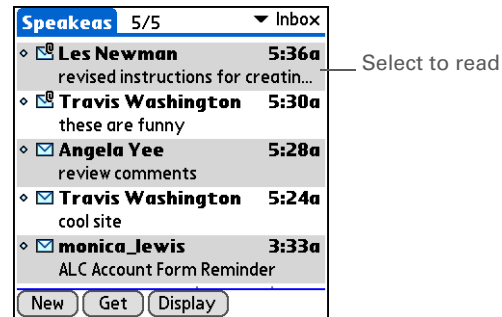 Speakeas 5/5 Inbox
Les Newman 5:36a
revised instructions for creatin...
Select to read
Travis Washington 5:30a
these are funny
Angela Yee 5:28a
review comments
Travis Washington 5:24a
cool site
monica_lewis 3:33a
ALC Account Form Reminder
New Get Display